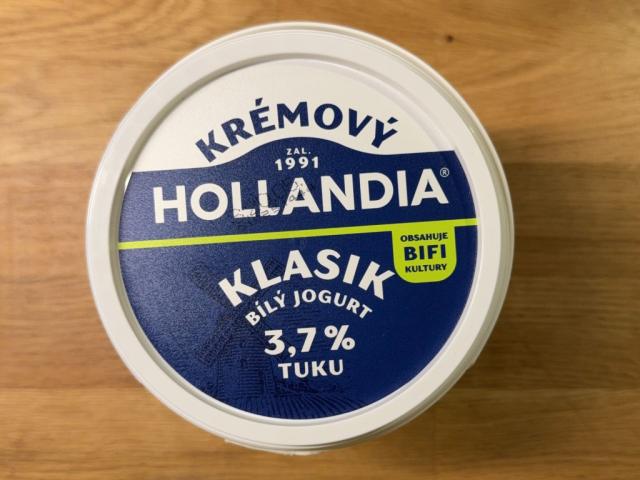 KRÉMOVÝ
ZAL.
1991
HOLLANDIA®
OBSAHUJE
BIFI
KULTURY
KLASIK
BÍLÝ JOGURT
3,7 %
TUKU